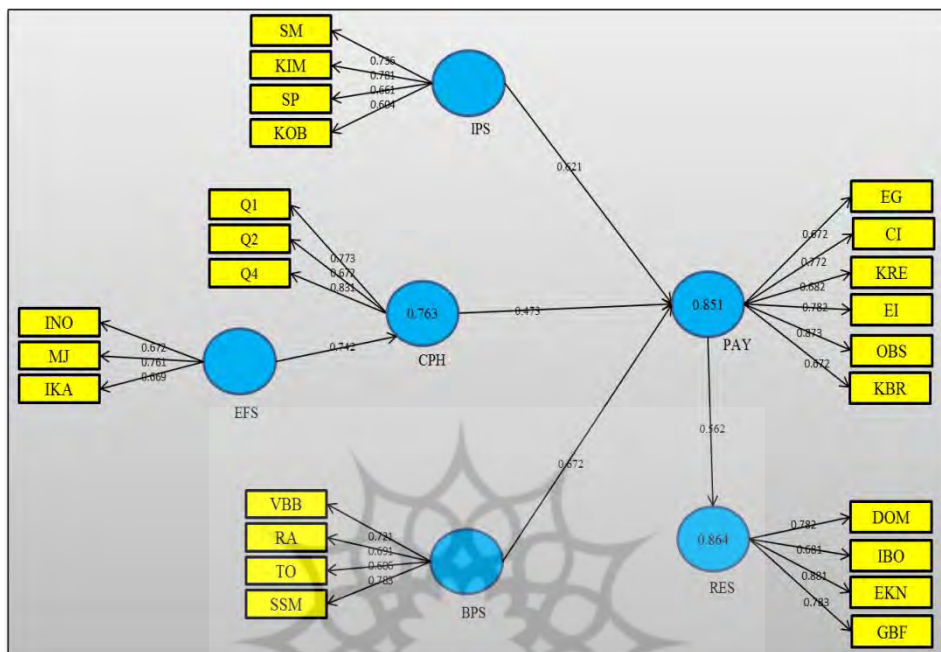 SM
KIM
SP
KOB
0.736
0.781
0.661
0.604
IPS
0.621
Q1
Q2
Q4
0.773
0.672
0.831
0.763
CPH
0.473
INO
MJ
IKA
0.672
0.761
0.669
EFS
0.742
0.851
PAY
EG
CI
KRE
EI
OBS
KBR
0.672
0.772
0.682
0.782
0.873
0.672
0.562
0.672
VBB
RA
TO
SSM
0.721
0.691
0.783
BPS
0.864
RES
0.782
0.681
0.881
0.783
DOM
IBO
EKN
GBF